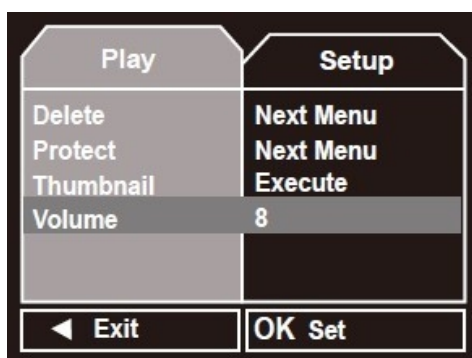 Play Setup
Delete Next Menu
Protect Next Menu
Thumbnail Execute
Volume 8
◄ Exit OK Set